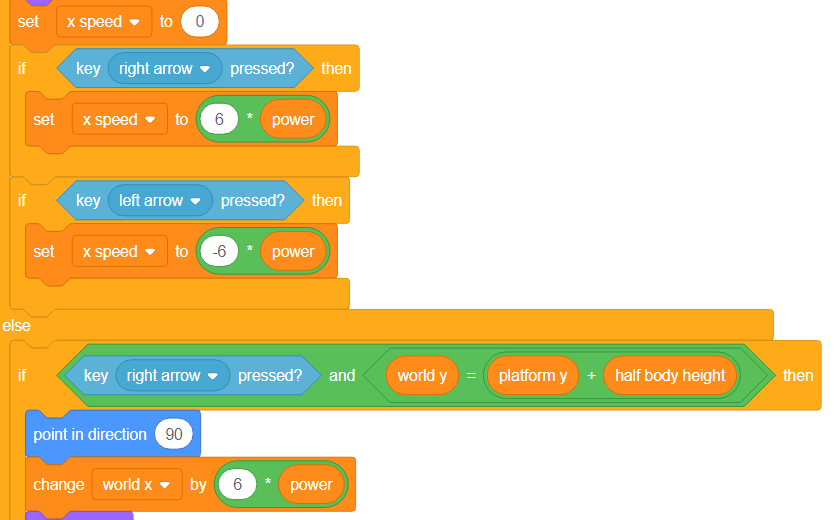 set x speed to 0
if key right arrow pressed? then
set x speed to 6 * power
if key left arrow pressed? then
set x speed to -6 * power
else
if key right arrow pressed? and world y = platform y + half body height then
point in direction 90
change world x by 6 * power